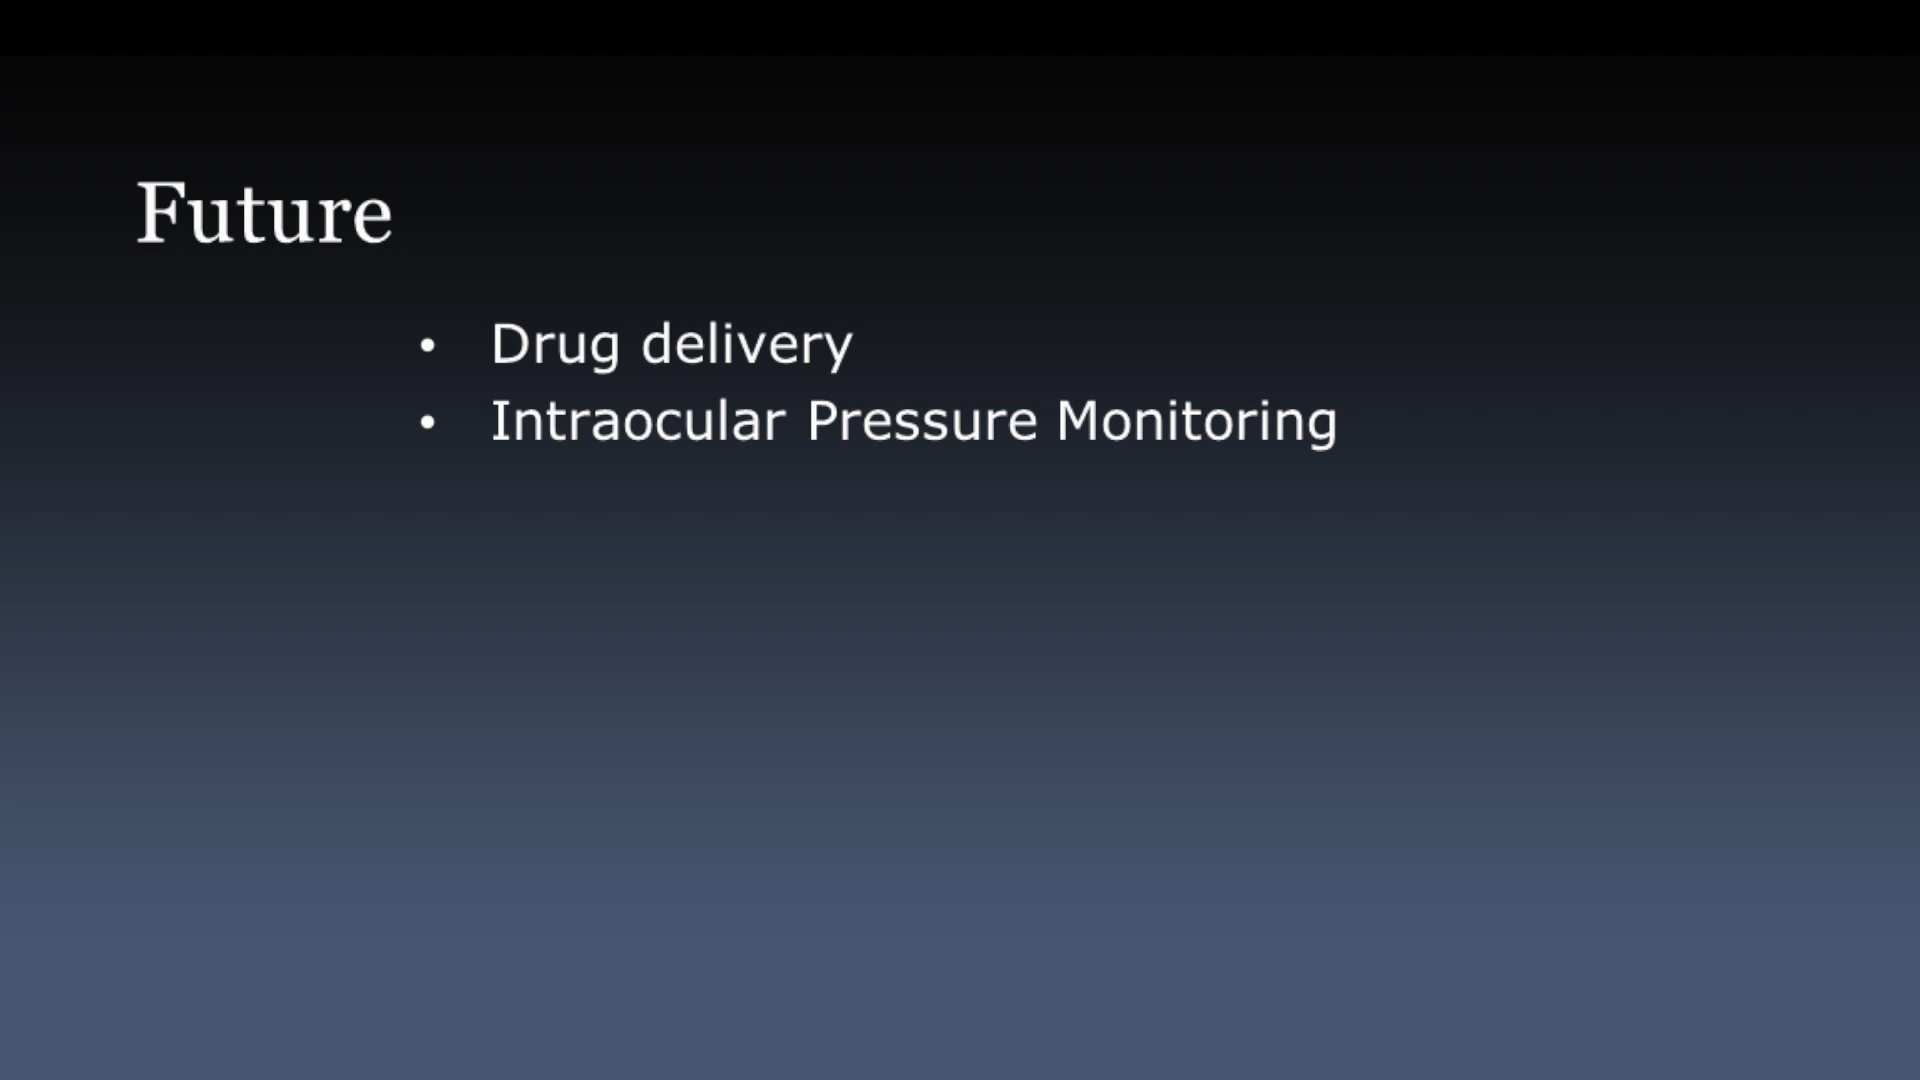 Future
• Drug delivery
• Intraocular Pressure Monitoring